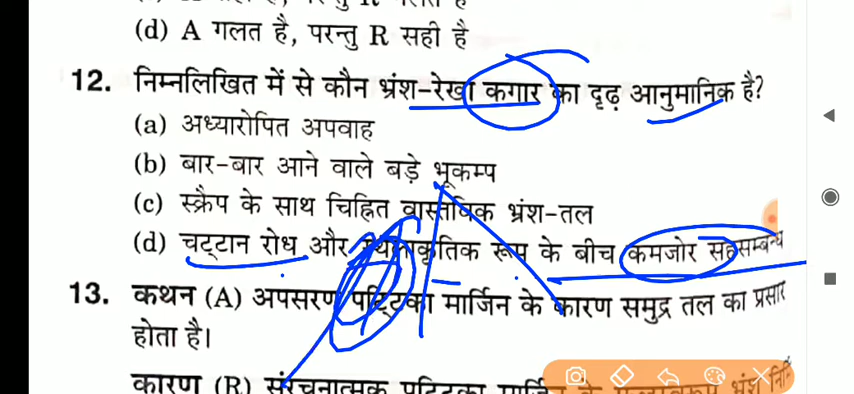 (d) A गलत है, परन्तु R सही है
12. निम्नलिखित में से कौन भ्रंश-रेखा कगार का दृढ़ आनुमानिक है?
(a) अध्यारोपित अपवाह
(b) बार-बार आने वाले बड़े भूकम्प
(c) स्क्रैप के साथ चिह्नित वास्तविक भ्रंश-तल
(d) चट्टान रोध और स्थलाकृतिक रूप के बीच कमजोर सहसम्बन्ध
13. कथन (A) अपसरण पट्टिका मार्जिन के कारण समुद्र तल का प्रसार
होता है।
कारण (R) संरचनात्मक पट्टिका मार्जिन के